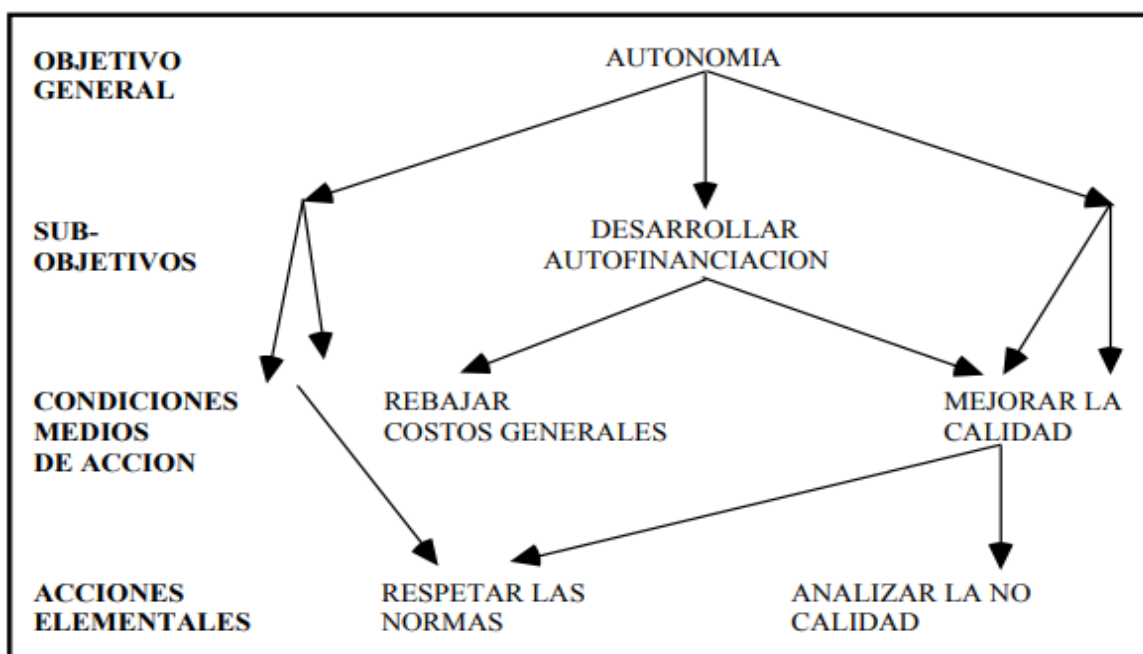 OBJETIVO
GENERAL
AUTONOMIA
SUB-
OBJETIVOS
DESARROLLAR
AUTOFINANCIACION
CONDICIONES
MEDIOS
DE ACCION
REBAJAR
COSTOS GENERALES
MEJORAR LA
CALIDAD
ACCIONES
ELEMENTALES
RESPETAR LAS
NORMAS
ANALIZAR LA NO
CALIDAD